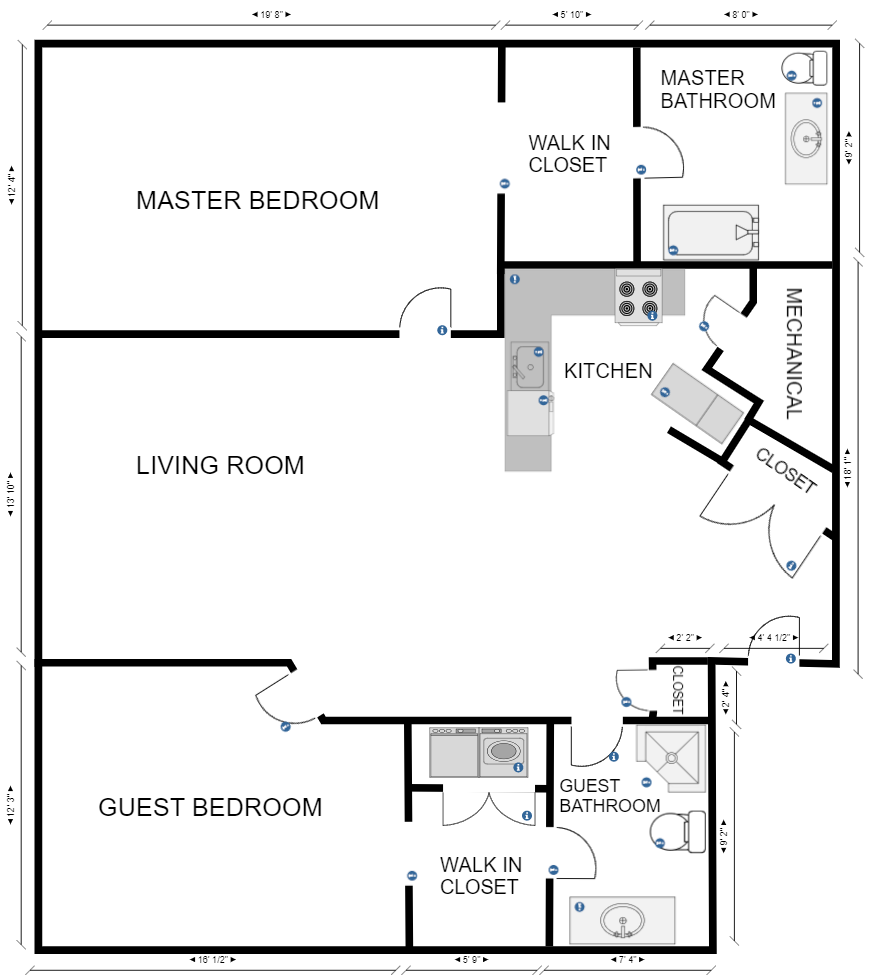 19' 8"
5' 10"
8' 0"
MASTER
BATHROOM
WALK IN
CLOSET
9' 2"
12' 4"
MASTER BEDROOM
MECHANICAL
KITCHEN
LIVING ROOM
CLOSET
18' 1"
13' 10"
2' 2"
4' 4 1/2"
CLOSET
2' 4"
GUEST
BATHROOM
GUEST BEDROOM
12' 3"
9' 2"
WALK IN
CLOSET
16' 1/2"
5' 9"
7' 4"